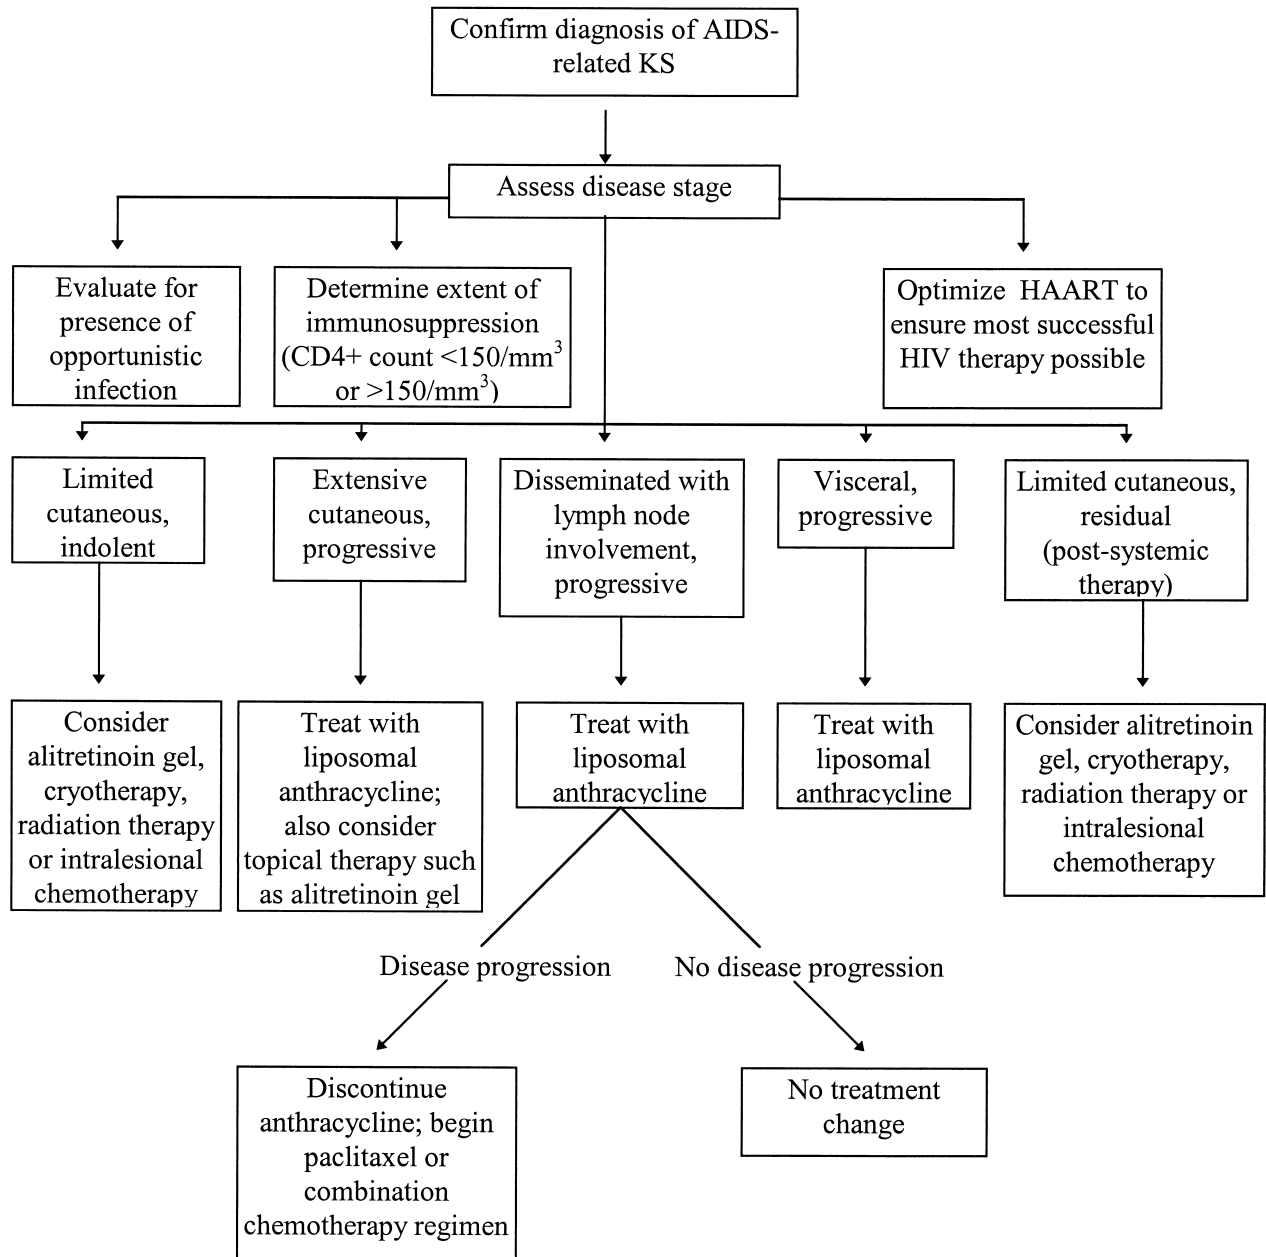 Confirm diagnosis of AIDS-
related KS
Assess disease stage
Evaluate for
presence of
opportunistic
infection
Determine extent of
immunosuppression
(CD4+ count <150/mm³
or >150/mm³)
Optimize HAART to
ensure most successful
HIV therapy possible
Limited
cutaneous,
indolent
Extensive
cutaneous,
progressive
Disseminated with
lymph node
involvement,
progressive
Visceral,
progressive
Limited cutaneous,
residual
(post-systemic
therapy)
Consider
alitretinoin gel,
cryotherapy,
radiation therapy
or intralesional
chemotherapy
Treat with
liposomal
anthracycline;
also consider
topical therapy such
as alitretinoin gel
Treat with
liposomal
anthracycline
Treat with
liposomal
anthracycline
Consider alitretinoin
gel, cryotherapy,
radiation therapy or
intralesional
chemotherapy
Disease progression
No disease progression
Discontinue
anthracycline; begin
paclitaxel or
combination
chemotherapy regimen
No treatment
change